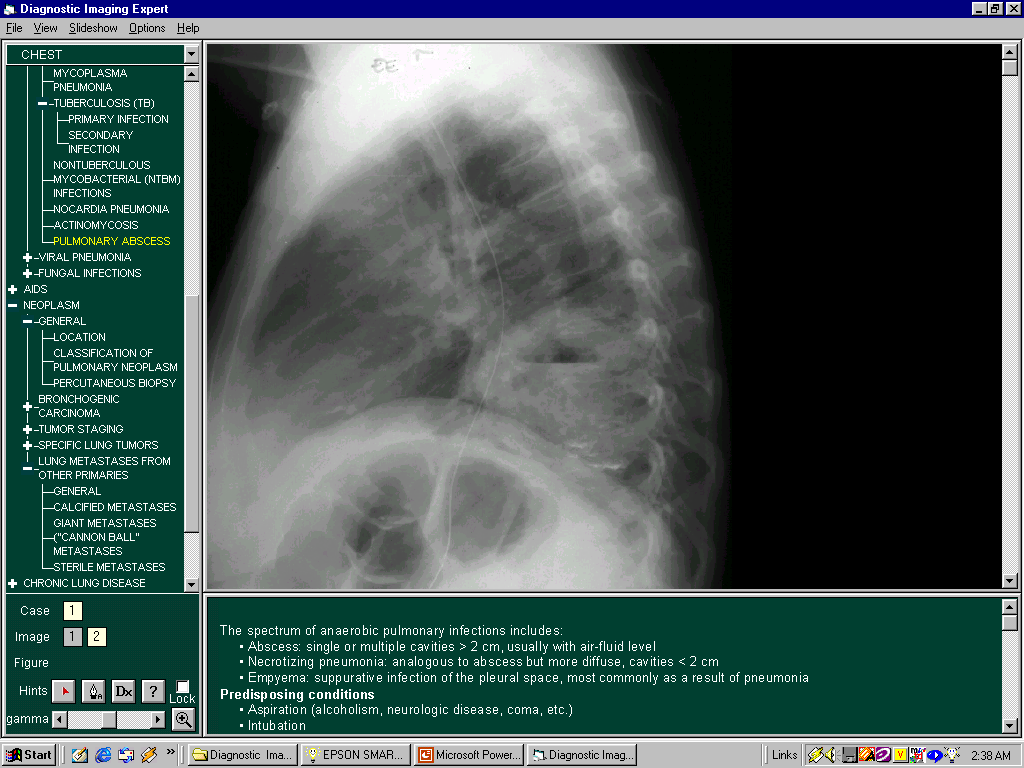 Diagnostic Imaging Expert
File View Slideshow Options Help
CHEST
MYCOPLASMA
PNEUMONIA
TUBERCULOSIS (TB)
PRIMARY INFECTION
SECONDARY
INFECTION
NONTUBERCULOUS
MYCOBACTERIAL (NTBM)
INFECTIONS
NOCARDIA PNEUMONIA
ACTINOMYCOSIS
PULMONARY ABSCESS
VIRAL PNEUMONIA
FUNGAL INFECTIONS
AIDS
NEOPLASM
GENERAL
LOCATION
CLASSIFICATION OF
PULMONARY NEOPLASM
PERCUTANEOUS BIOPSY
BRONCHOGENIC
CARCINOMA
TUMOR STAGING
SPECIFIC LUNG TUMORS
LUNG METASTASES FROM
OTHER PRIMARIES
GENERAL
CALCIFIED METASTASES
GIANT METASTASES
("CANNON BALL"
METASTASES
STERILE METASTASES
CHRONIC LUNG DISEASE
Case 1
Image 1 2
Figure
Hints Dx ? Lock
gamma
The spectrum of anaerobic pulmonary infections includes:
• Abscess: single or multiple cavities > 2 cm, usually with air-fluid level
• Necrotizing pneumonia: analogous to abscess but more diffuse, cavities < 2 cm
• Empyema: suppurative infection of the pleural space, most commonly as a result of pneumonia
Predisposing conditions
• Aspiration (alcoholism, neurologic disease, coma, etc.)
• Intubation
Start » Diagnostic Ima... EPSON SMAR... Microsoft Power... Diagnostic Imag... Links 2:38 AM